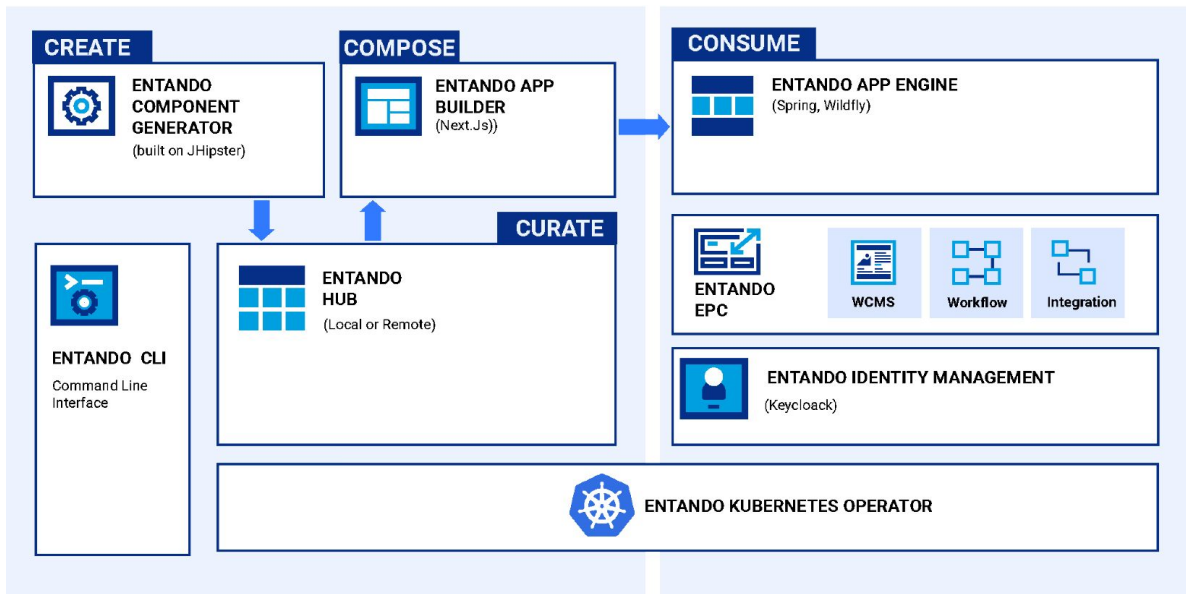 CREATE
ENTANDO
COMPONENT
GENERATOR
(built on JHipster)
COMPOSE
ENTANDO APP
BUILDER
(Next.Js))
CONSUME
ENTANDO APP ENGINE
(Spring, Wildfly)
ENTANDO CLI
Command Line
Interface
CURATE
ENTANDO
HUB
(Local or Remote)
ENTANDO
EPC
WCMS
Workflow
Integration
ENTANDO IDENTITY MANAGEMENT
(Keycloack)
ENTANDO KUBERNETES OPERATOR